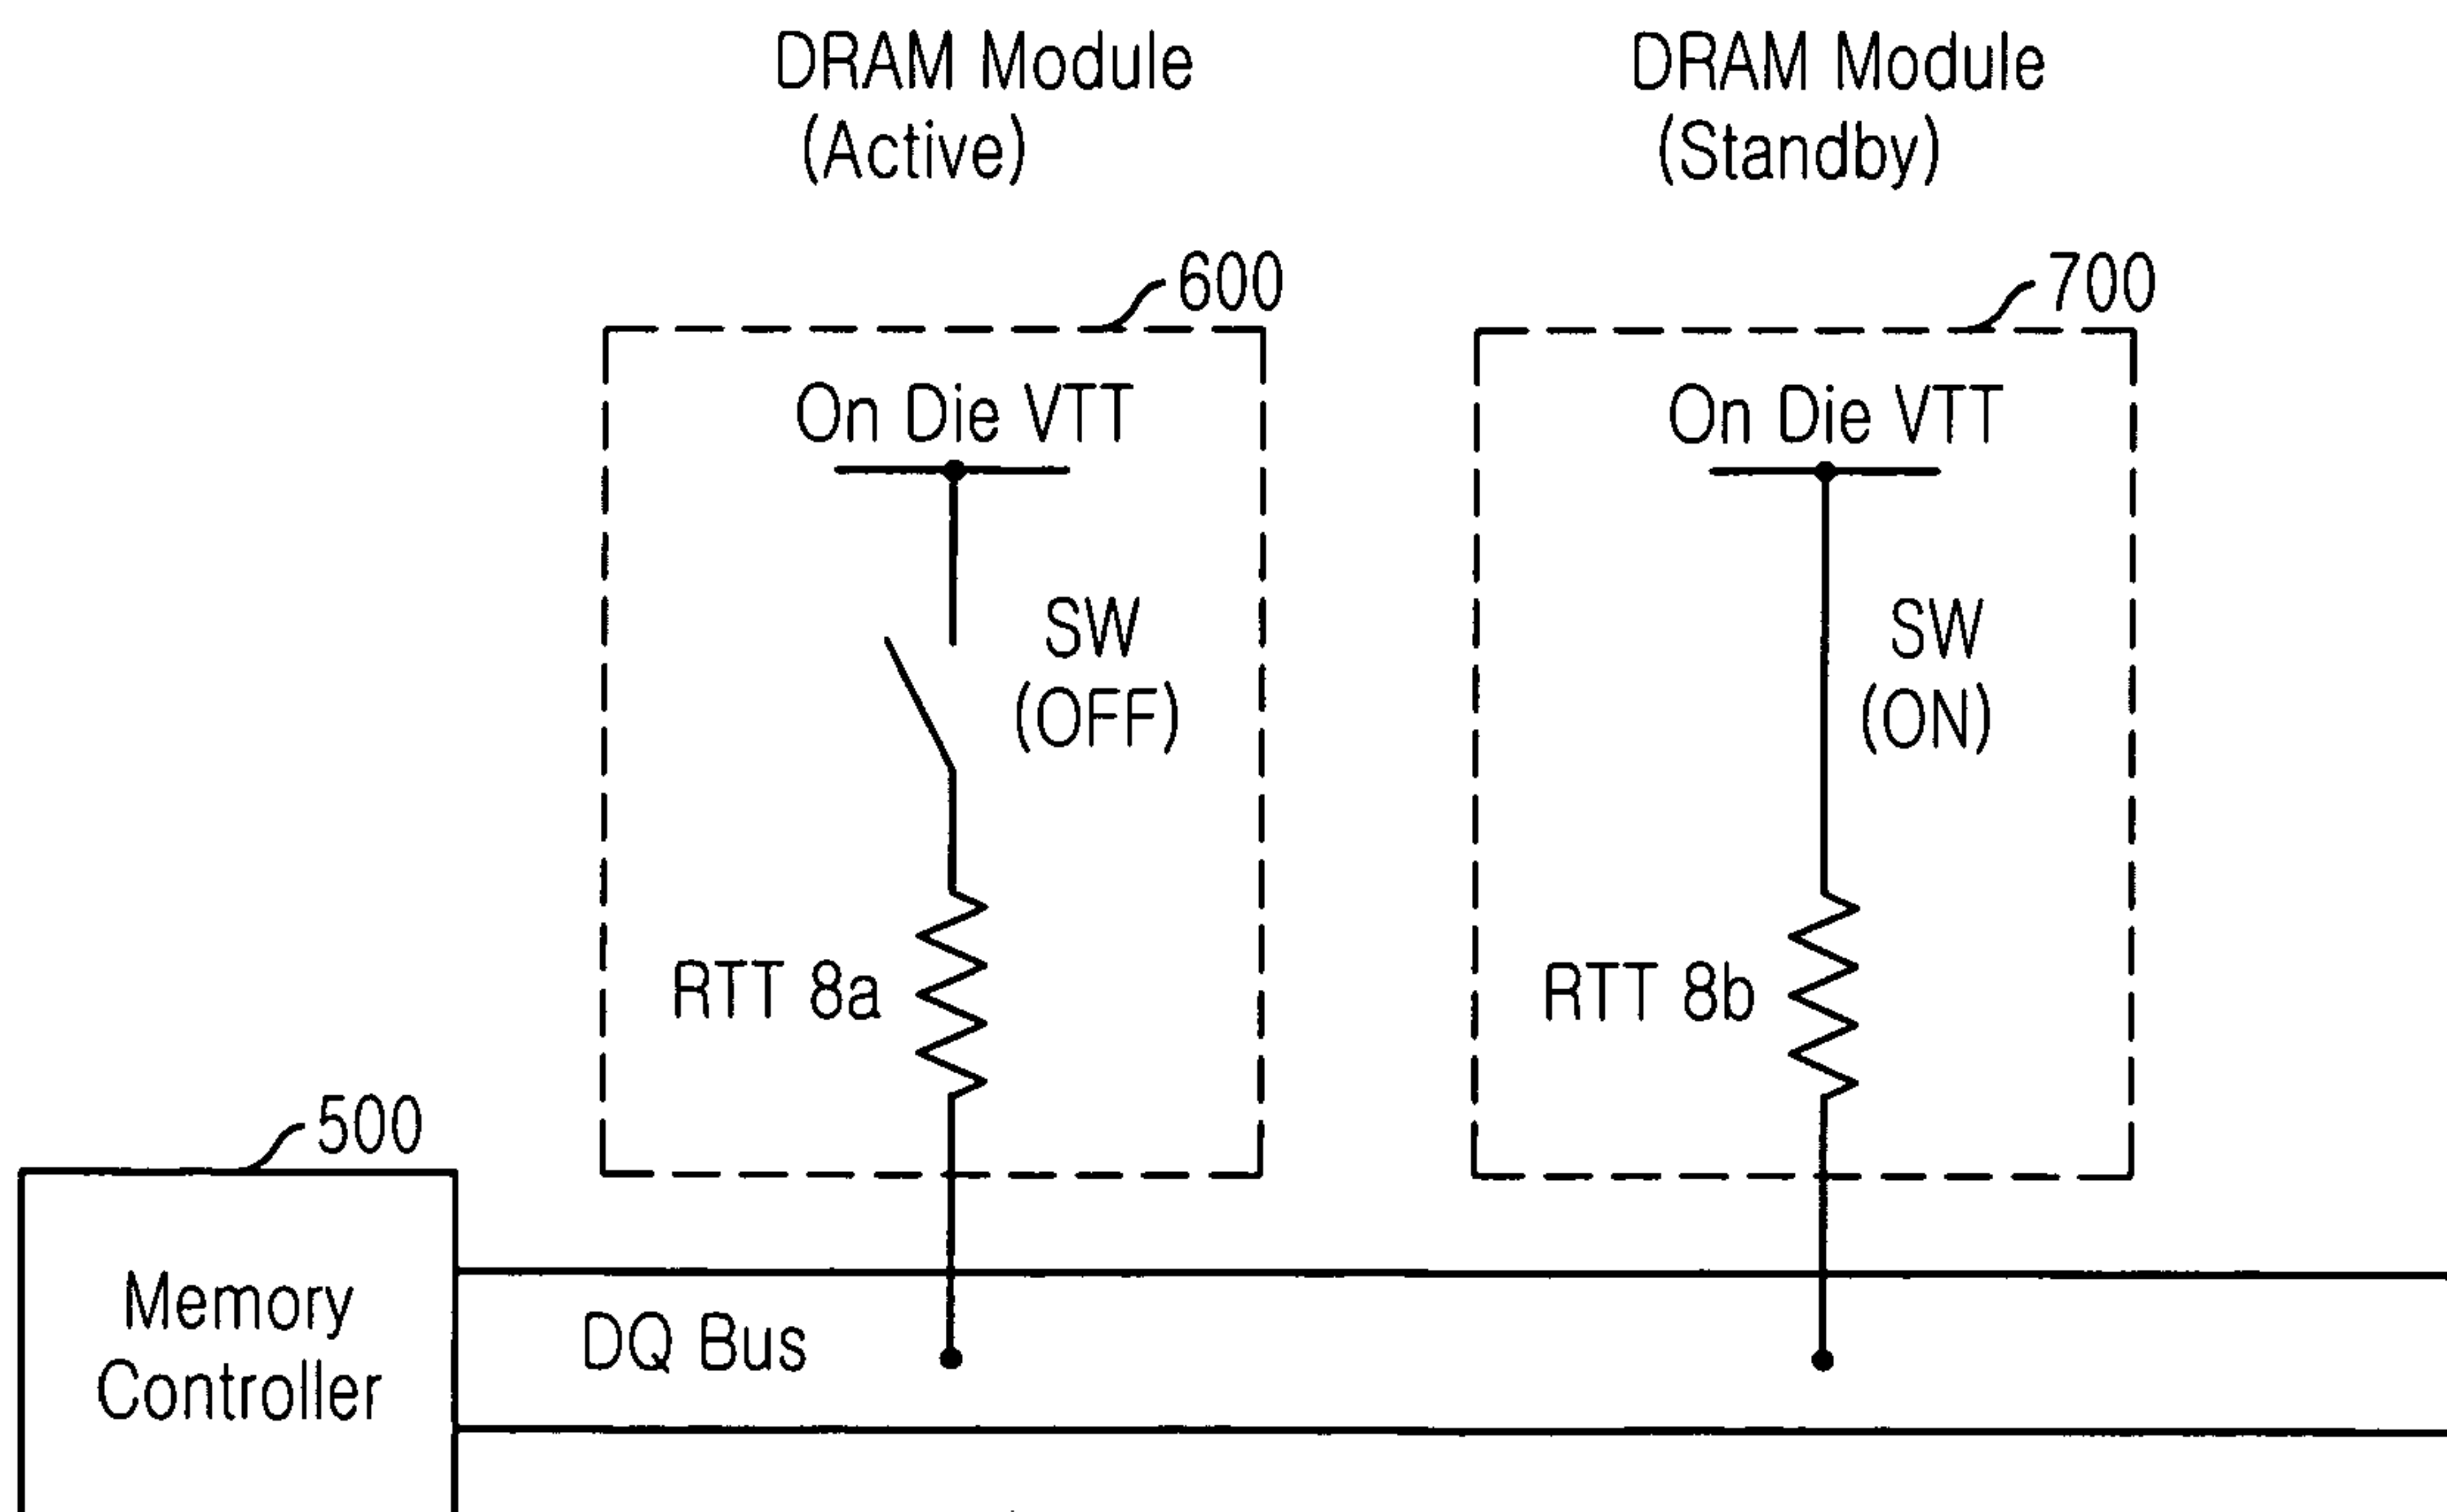 DRAM Module
(Active)
DRAM Module
(Standby)
600
700
On Die VTT
On Die VTT
SW
(OFF)
SW
(ON)
RTT 8a
RTT 8b
500
Memory
Controller
DQ Bus